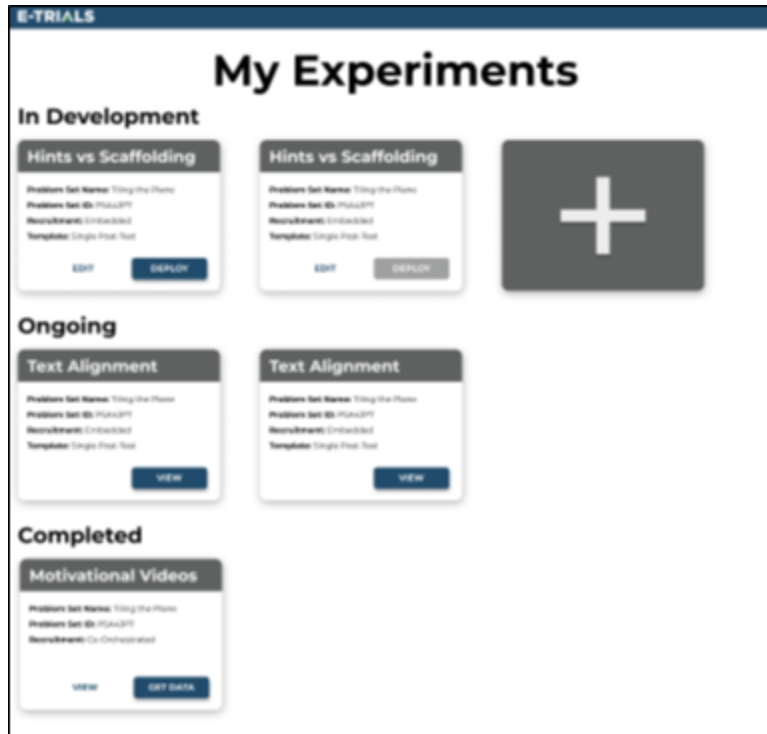 E-TRIALS
My Experiments
In Development
Hints vs Scaffolding
Problem Set Name: Tiling the Plane
Problem Set ID:
Recruitment: Embedded
Template: Single Post-Test
EDIT
DEPLOY
Hints vs Scaffolding
Problem Set Name: Tiling the Plane
Problem Set ID:
Recruitment: Embedded
Template: Single Post-Test
EDIT
DEPLOY
Ongoing
Text Alignment
Problem Set Name: Tiling the Plane
Problem Set ID:
Recruitment: Embedded
Template: Single Post-Test
VIEW
Text Alignment
Problem Set Name: Tiling the Plane
Problem Set ID:
Recruitment: Embedded
Template: Single Post-Test
VIEW
Completed
Motivational Videos
Problem Set Name: Tiling the Plane
Problem Set ID:
Recruitment: Co-Orchestrated
VIEW
GET DATA